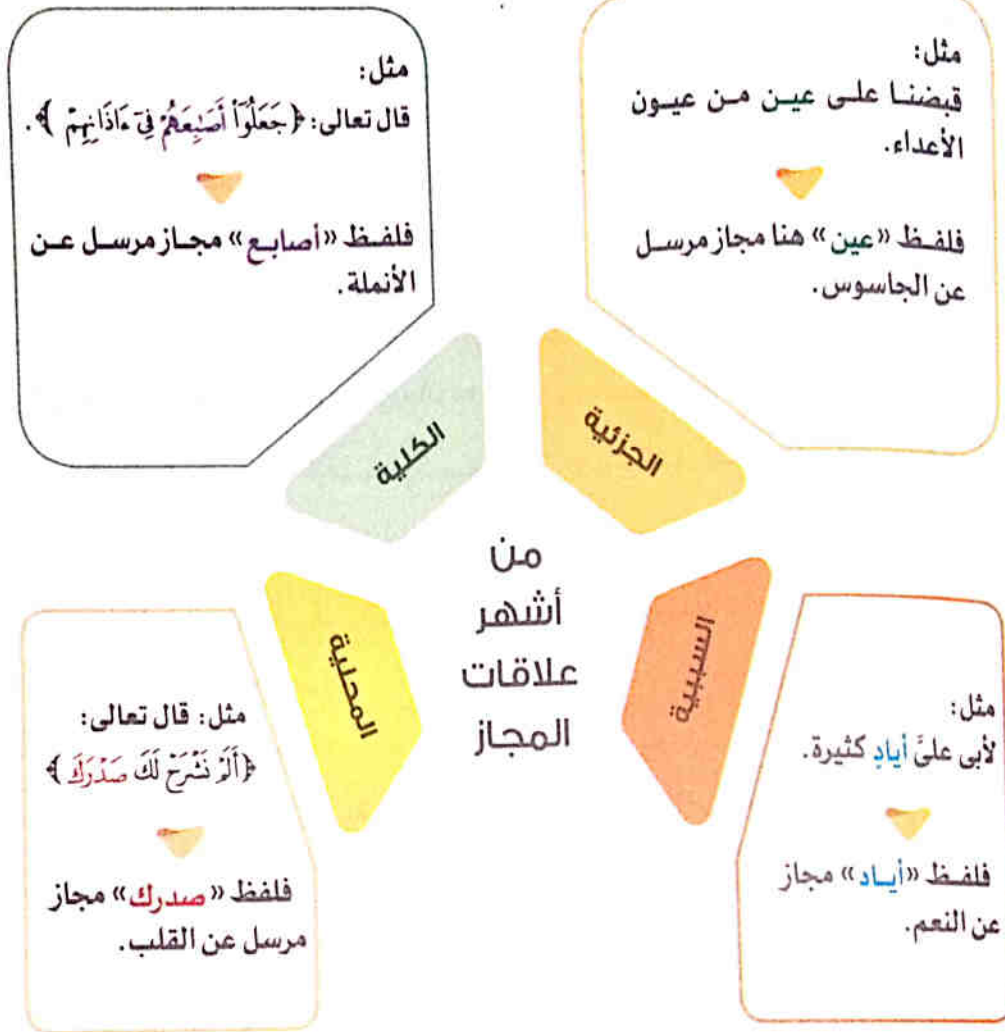 مثل:
قبضنا على عين من عيون
الأعداء.
فلفظ «عين» هنا مجاز مرسل
عن الجاسوس.
مثل:
قال تعالى: ﴿جَعَلُوٓا۟ أَصَٰبِعَهُمْ فِىٓ ءَاذَانِهِمْ﴾.
فلفظ «أصابع» مجاز مرسل عن
الأنملة.
الجزئية
الكلية
من
أشهر
علاقات
المجاز
السببية
المحلية
مثل:
لأبى علىَّ أيادٍ كثيرة.
فلفظ «أياد» مجاز
عن النعم.
مثل: قال تعالى:
﴿أَلَمْ نَشْرَحْ لَكَ صَدْرَكَ﴾
فلفظ «صدرك» مجاز
مرسل عن القلب.